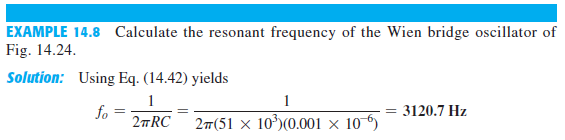 EXAMPLE 14.8 Calculate the resonant frequency of the Wien bridge oscillator of
Fig. 14.24.
Solution: Using Eq. (14.42) yields
fₒ = 1/(2πRC) = 1/(2π(51 × 10³)(0.001 × 10⁻⁶)) = 3120.7 Hz